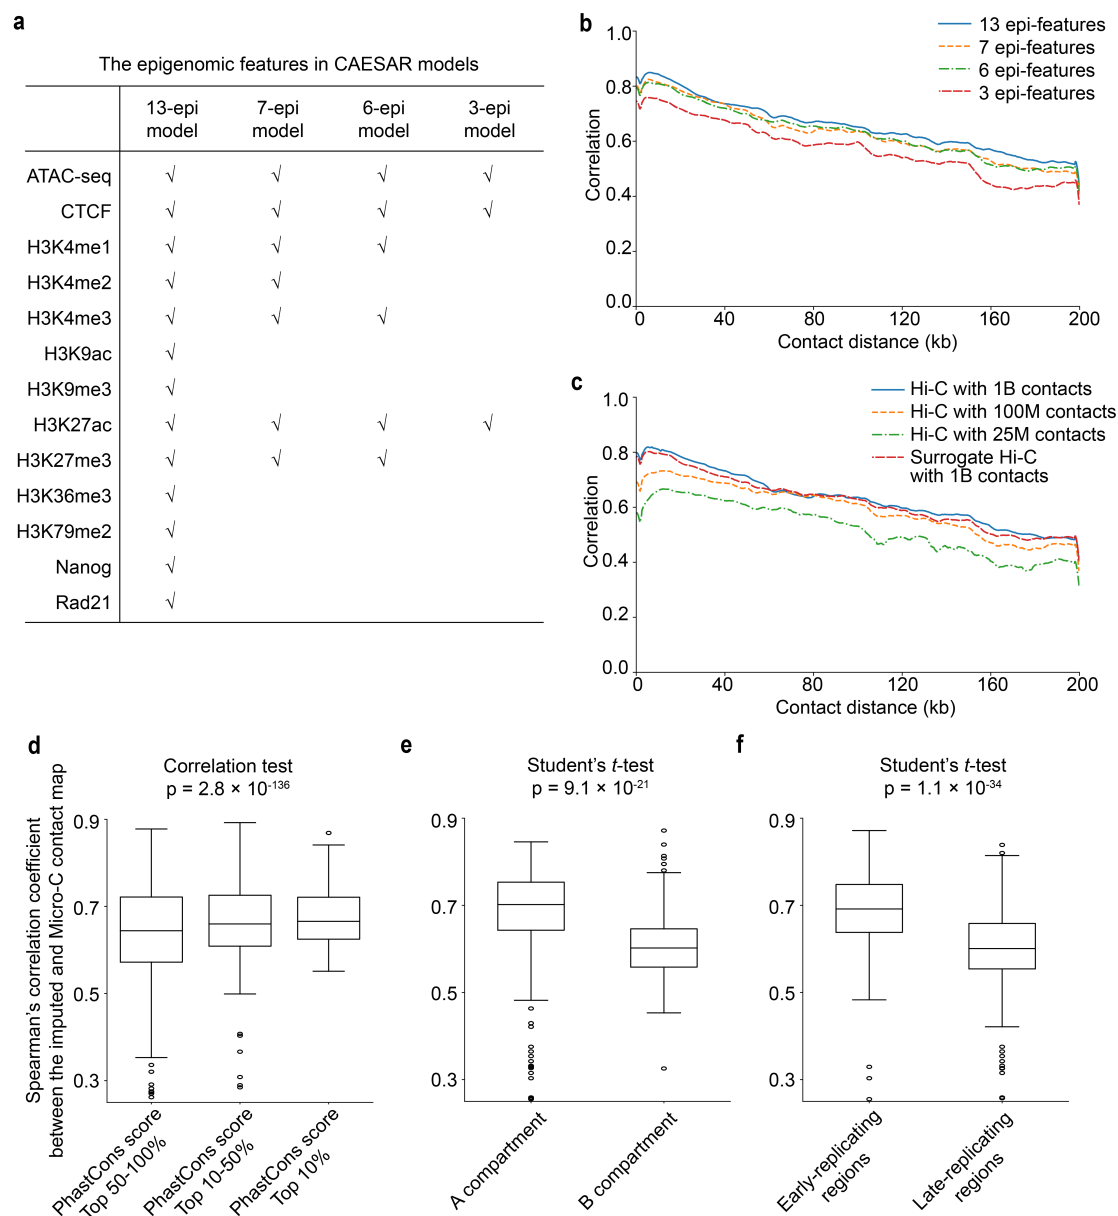 a
The epigenomic features in CAESAR models
13-epi model 7-epi model 6-epi model 3-epi model
ATAC-seq √ √ √ √
CTCF √ √ √ √
H3K4me1 √ √ √
H3K4me2 √ √
H3K4me3 √ √ √
H3K9ac √
H3K9me3 √
H3K27ac √ √ √ √
H3K27me3 √ √ √
H3K36me3 √
H3K79me2 √
Nanog √
Rad21 √
b
13 epi-features
7 epi-features
6 epi-features
3 epi-features
Correlation
1.0
0.8
0.6
0.4
0.2
0.0
0 40 80 120 160 200
Contact distance (kb)
c
Hi-C with 1B contacts
Hi-C with 100M contacts
Hi-C with 25M contacts
Surrogate Hi-C
with 1B contacts
Correlation
1.0
0.8
0.6
0.4
0.2
0.0
0 40 80 120 160 200
Contact distance (kb)
d
Correlation test
p = 2.8 × 10⁻¹³⁶
Spearman's correlation coefficient
between the imputed and Micro-C contact map
0.9
0.7
0.5
0.3
PhastCons score
Top 50-100%
PhastCons score
Top 10-50%
PhastCons score
Top 10%
e
Student's t-test
p = 9.1 × 10⁻²¹
0.9
0.7
0.5
0.3
A compartment
B compartment
f
Student's t-test
p = 1.1 × 10⁻³⁴
0.9
0.7
0.5
0.3
Early-replicating
regions
Late-replicating
regions